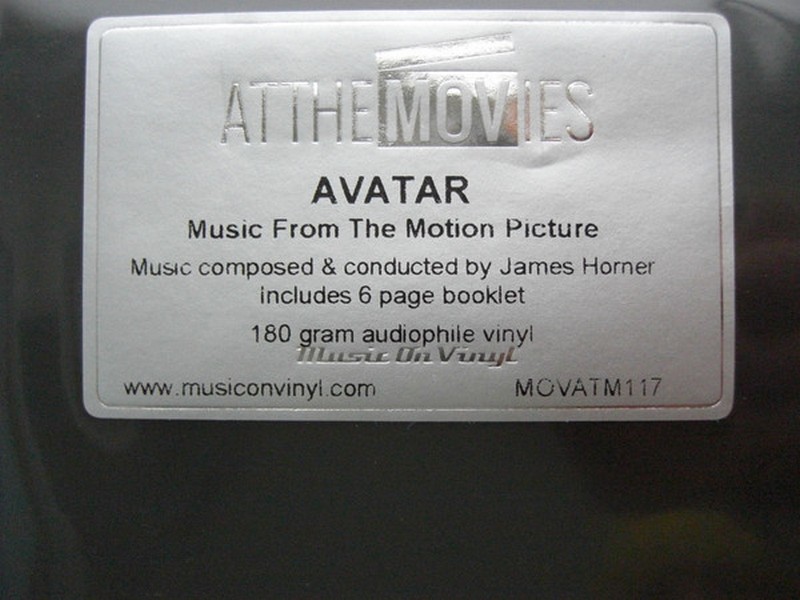 ATTHEMOVIES
AVATAR
Music From The Motion Picture
Music composed & conducted by James Horner
includes 6 page booklet
180 gram audiophile vinyl
Music On Vinyl
www.musiconvinyl.com MOVATM117